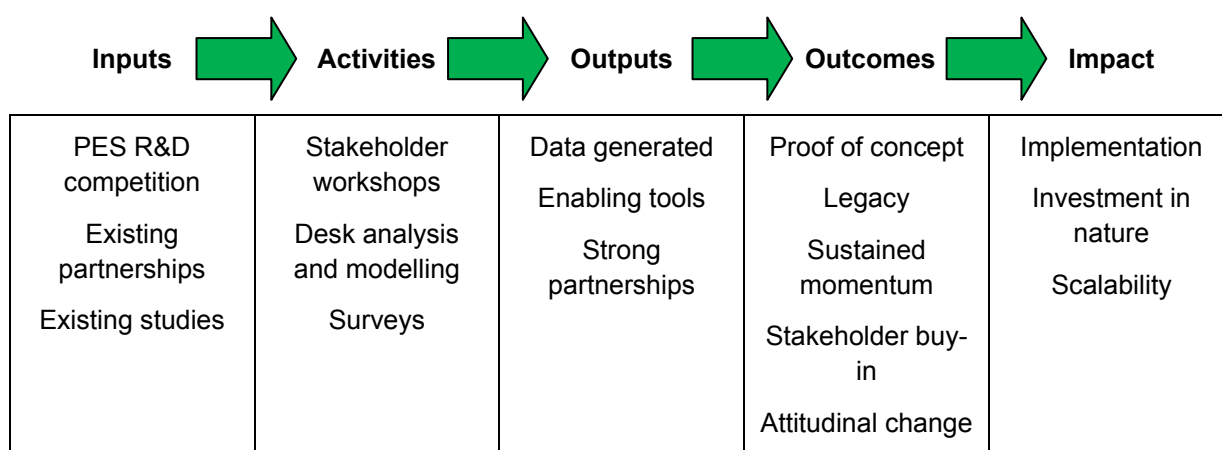 Inputs
Activities
Outputs
Outcomes
Impact
PES R&D
competition
Existing
partnerships
Existing studies
Stakeholder
workshops
Desk analysis
and modelling
Surveys
Data generated
Enabling tools
Strong
partnerships
Proof of concept
Legacy
Sustained
momentum
Stakeholder buy-
in
Attitudinal change
Implementation
Investment in
nature
Scalability